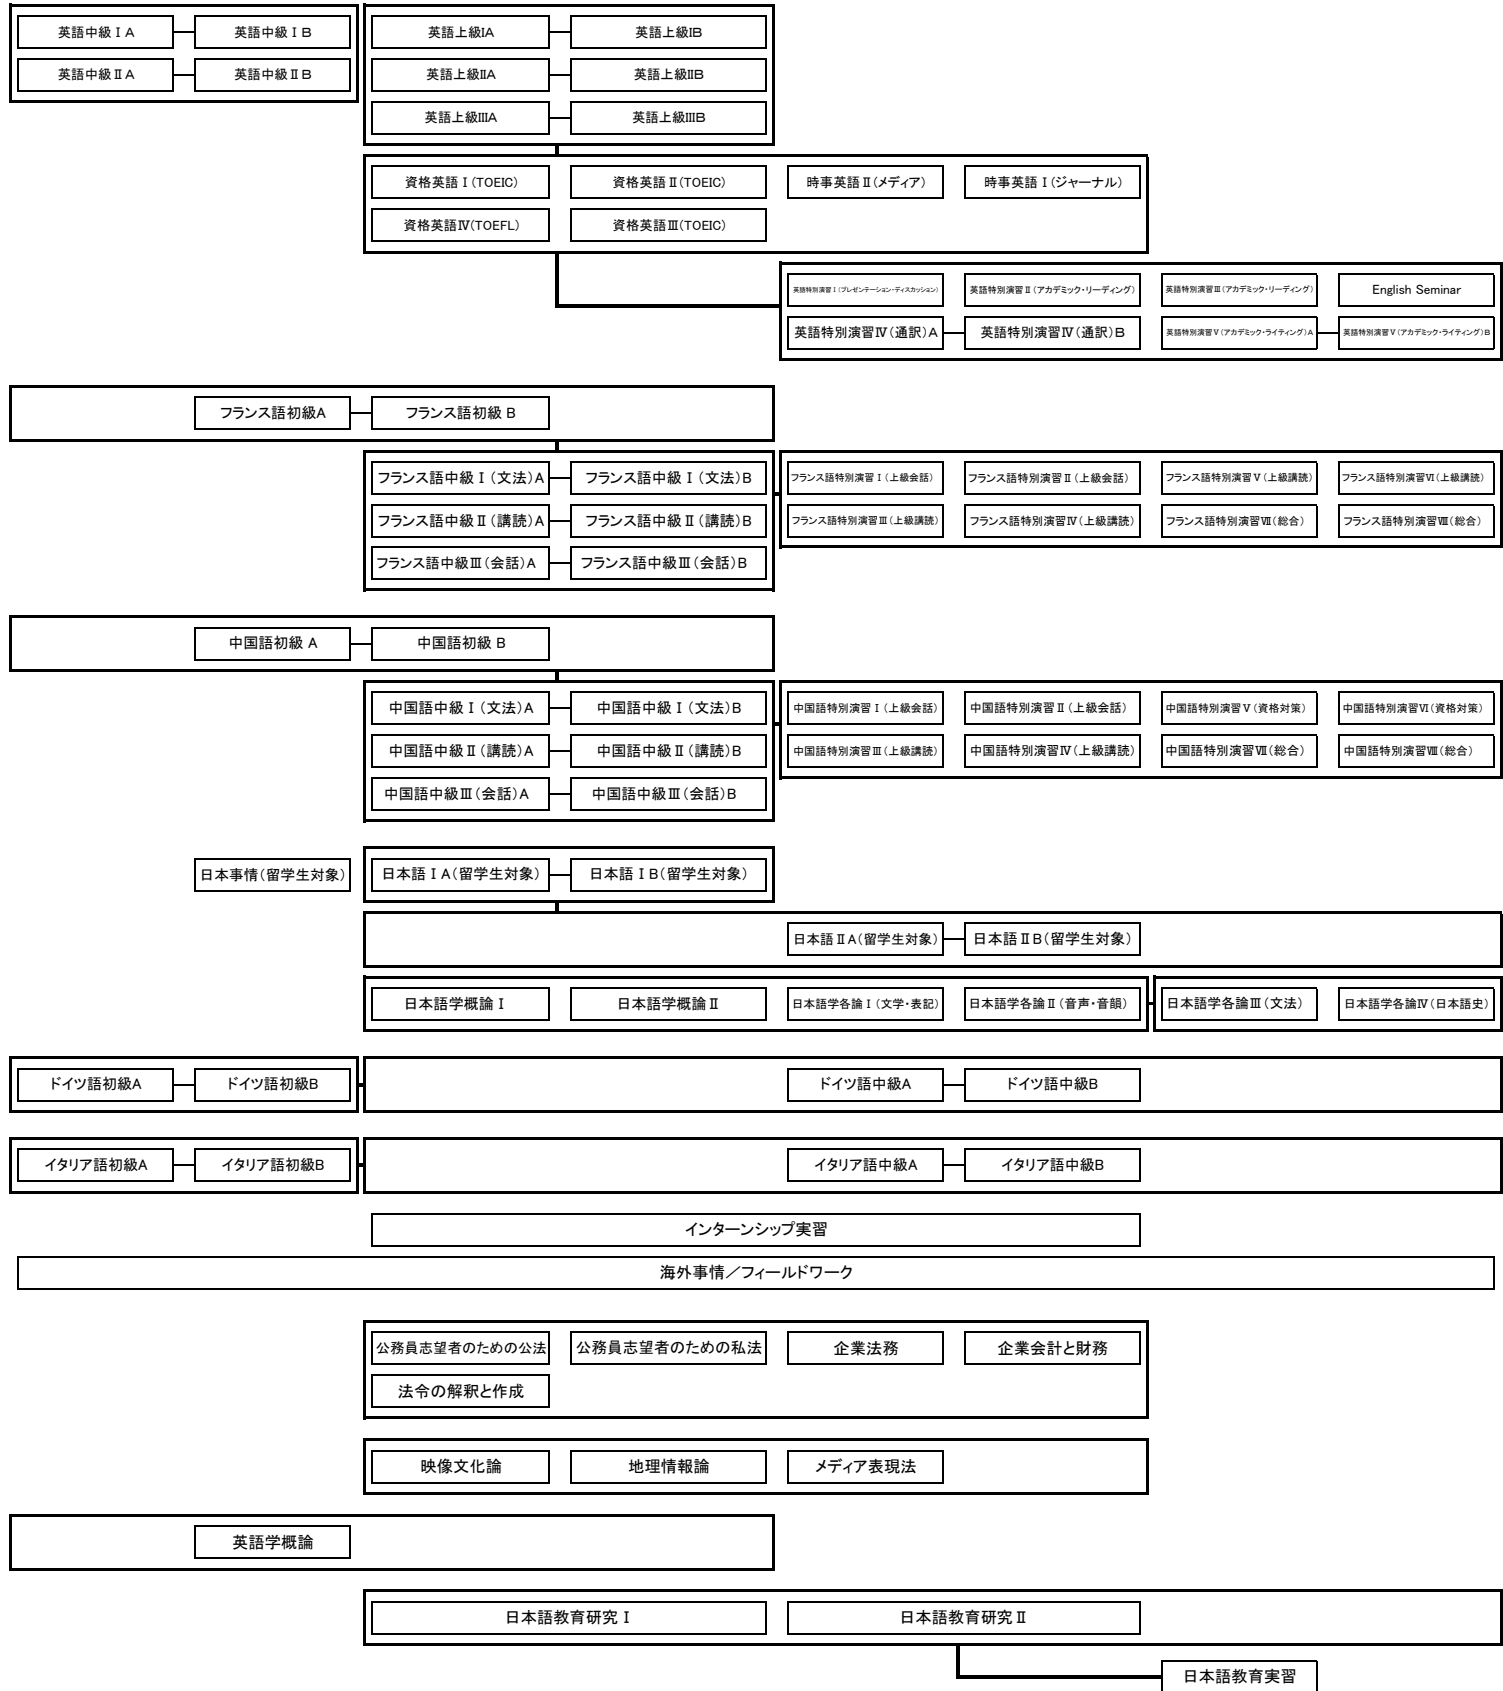 英語中級ⅠA 英語中級ⅠB 英語上級ⅠA 英語上級ⅠB
英語中級ⅡA 英語中級ⅡB 英語上級ⅡA 英語上級ⅡB
英語上級ⅢA 英語上級ⅢB
資格英語Ⅰ(TOEIC) 資格英語Ⅱ(TOEIC) 時事英語Ⅱ(メディア) 時事英語Ⅰ(ジャーナル)
資格英語Ⅳ(TOEFL) 資格英語Ⅲ(TOEIC)
英語特別演習Ⅰ(プレゼンテーション・ディスカッション) 英語特別演習Ⅱ(アカデミック・リーディング) 英語特別演習Ⅲ(アカデミック・リーディング) English Seminar
英語特別演習Ⅳ(通訳)A 英語特別演習Ⅳ(通訳)B 英語特別演習Ⅴ(アカデミック・ライティング)A 英語特別演習Ⅴ(アカデミック・ライティング)B
フランス語初級A フランス語初級 B
フランス語中級Ⅰ(文法)A フランス語中級Ⅰ(文法)B フランス語特別演習Ⅰ(上級会話) フランス語特別演習Ⅱ(上級会話) フランス語特別演習Ⅴ(上級講読) フランス語特別演習Ⅵ(上級講読)
フランス語中級Ⅱ(講読)A フランス語中級Ⅱ(講読)B フランス語特別演習Ⅲ(上級講読) フランス語特別演習Ⅳ(上級講読) フランス語特別演習Ⅶ(総合) フランス語特別演習Ⅷ(総合)
フランス語中級Ⅲ(会話)A フランス語中級Ⅲ(会話)B
中国語初級 A 中国語初級 B
中国語中級Ⅰ(文法)A 中国語中級Ⅰ(文法)B 中国語特別演習Ⅰ(上級会話) 中国語特別演習Ⅱ(上級会話) 中国語特別演習Ⅴ(資格対策) 中国語特別演習Ⅵ(資格対策)
中国語中級Ⅱ(講読)A 中国語中級Ⅱ(講読)B 中国語特別演習Ⅲ(上級講読) 中国語特別演習Ⅳ(上級講読) 中国語特別演習Ⅶ(総合) 中国語特別演習Ⅷ(総合)
中国語中級Ⅲ(会話)A 中国語中級Ⅲ(会話)B
日本事情(留学生対象) 日本語ⅠA(留学生対象) 日本語ⅠB(留学生対象)
日本語ⅡA(留学生対象) 日本語ⅡB(留学生対象)
日本語学概論Ⅰ 日本語学概論Ⅱ 日本語学各論Ⅰ(文学・表記) 日本語学各論Ⅱ(音声・音韻) 日本語学各論Ⅲ(文法) 日本語学各論Ⅳ(日本語史)
ドイツ語初級A ドイツ語初級B ドイツ語中級A ドイツ語中級B
イタリア語初級A イタリア語初級B イタリア語中級A イタリア語中級B
インターンシップ実習
海外事情／フィールドワーク
公務員志望者のための公法 公務員志望者のための私法 企業法務 企業会計と財務
法令の解釈と作成
映像文化論 地理情報論 メディア表現法
英語学概論
日本語教育研究Ⅰ 日本語教育研究Ⅱ
日本語教育実習